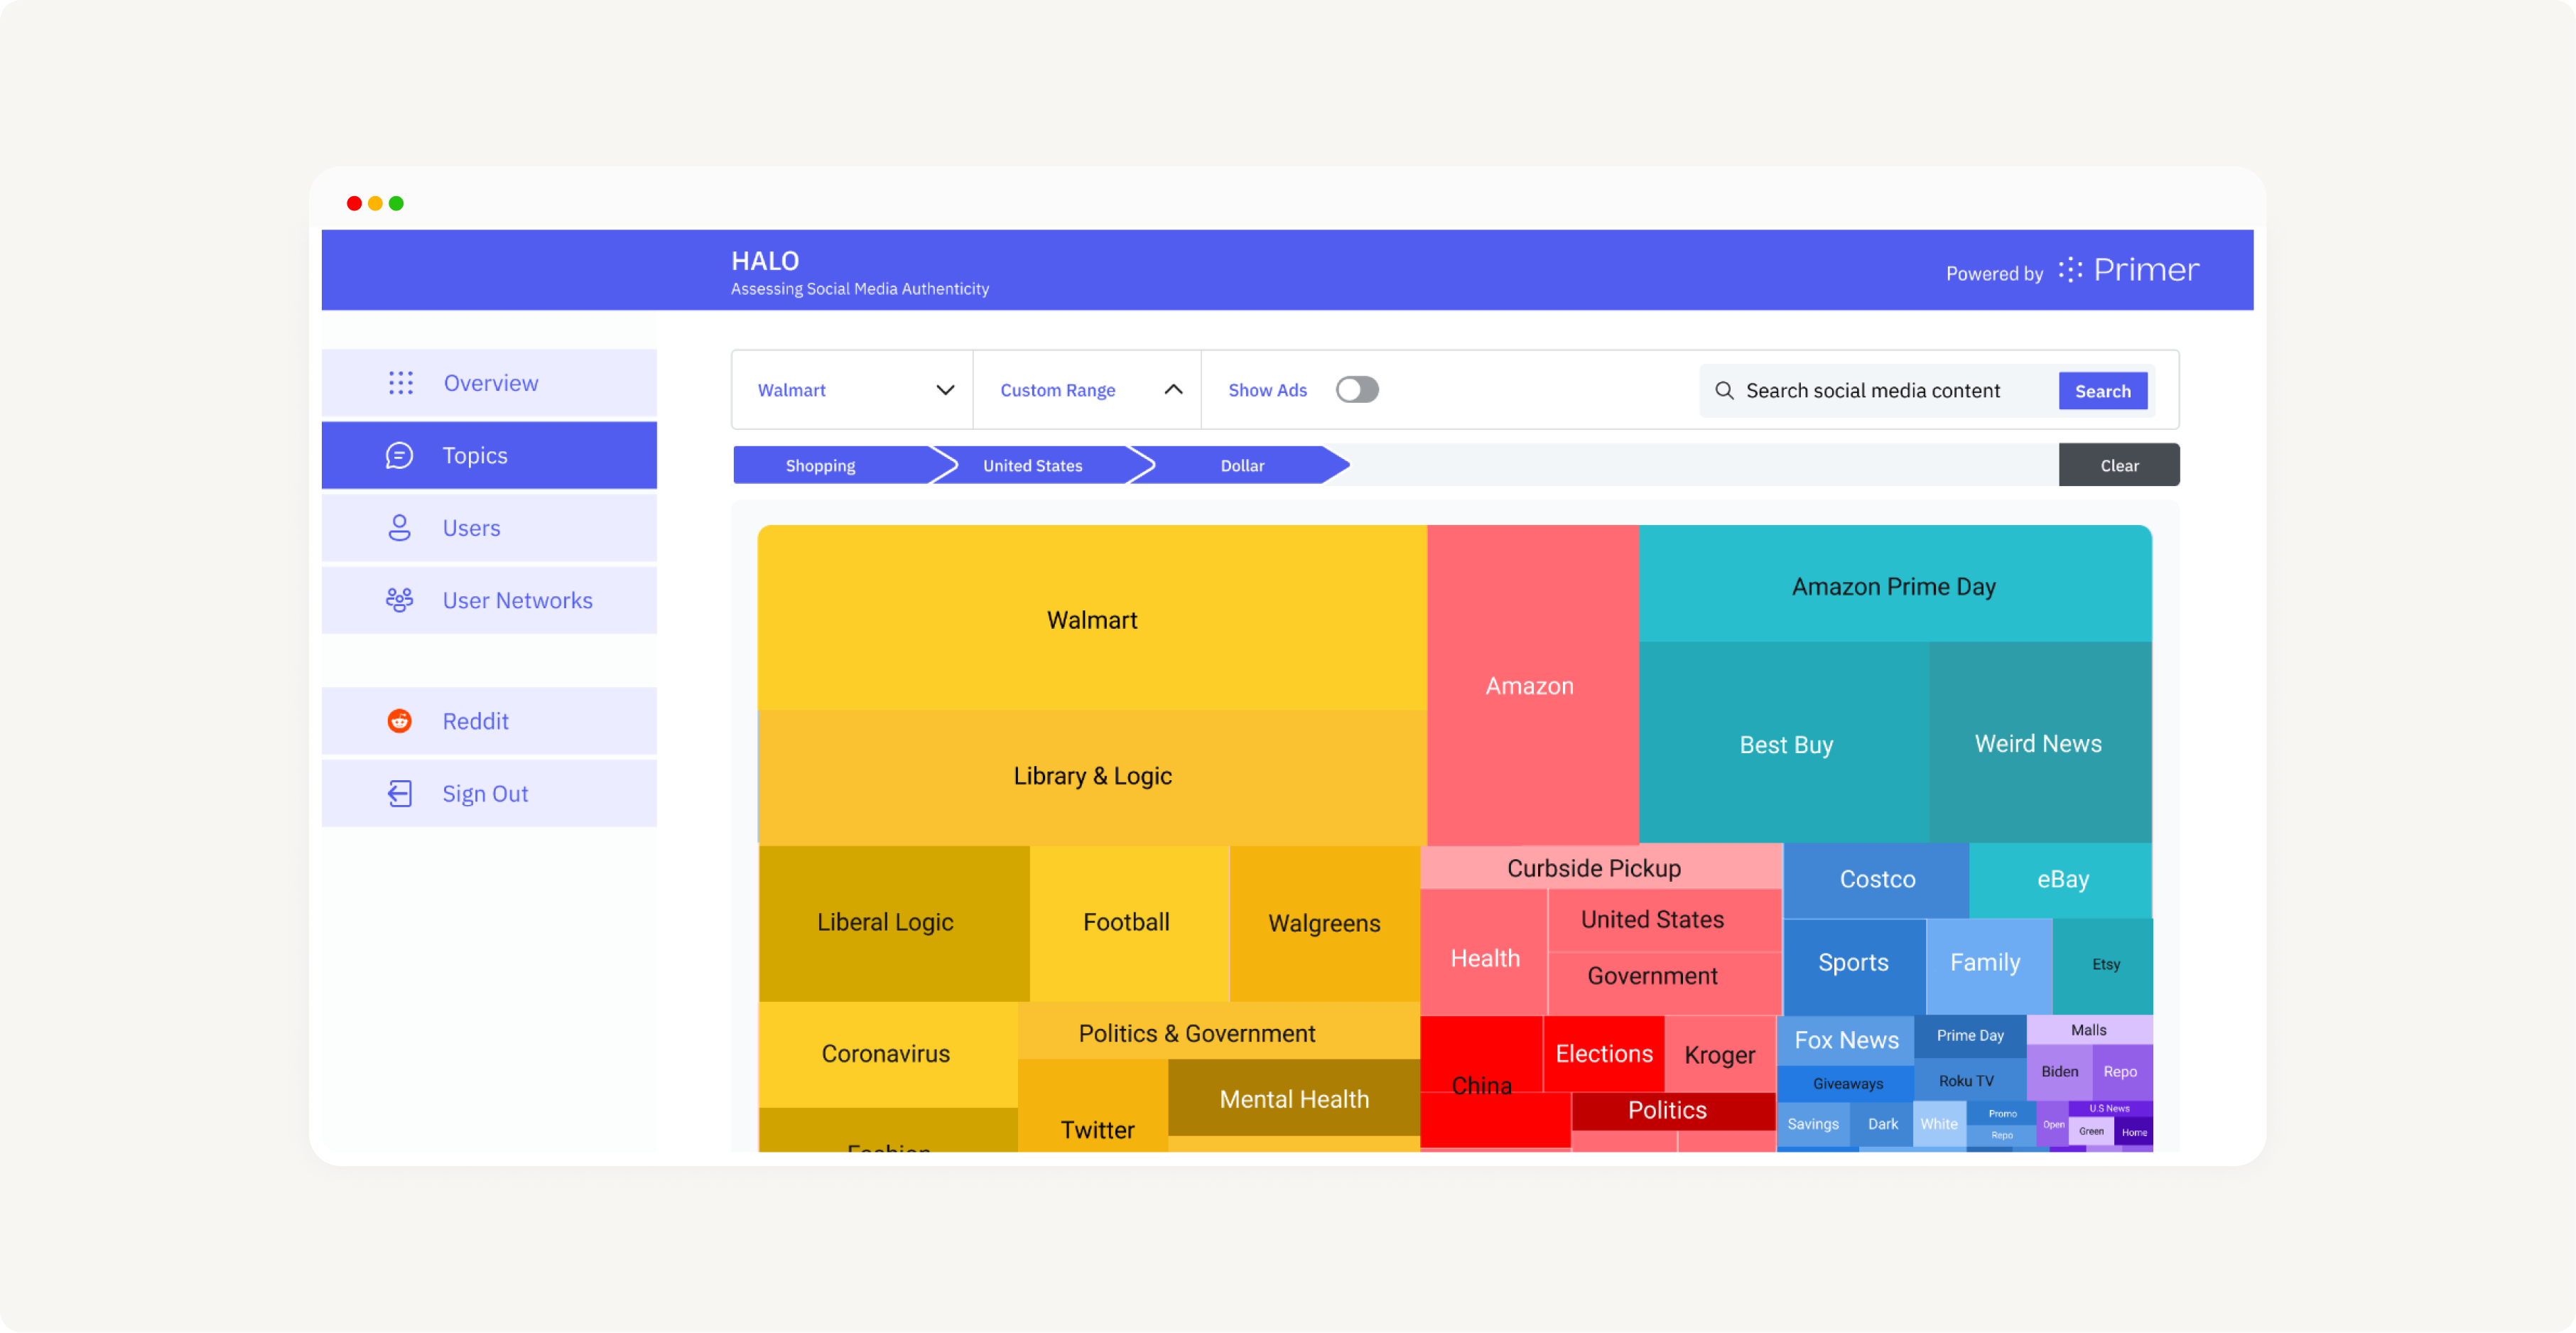 HALO
Assessing Social Media Authenticity
Powered by Primer
Overview
Topics
Users
User Networks
Reddit
Sign Out
Walmart
Custom Range
Show Ads
Search social media content
Search
Shopping
United States
Dollar
Clear
Walmart
Library & Logic
Amazon
Amazon Prime Day
Best Buy
Weird News
Liberal Logic
Football
Walgreens
Curbside Pickup
Health
United States
Government
Costco
eBay
Sports
Family
Etsy
Coronavirus
Politics & Government
Twitter
Mental Health
Fashion
China
Elections
Kroger
Politics
Fox News
Prime Day
Malls
Giveaways
Roku TV
Biden
Repo
Savings
Dark
White
Promo
Repo
Open
U.S News
Green
Home